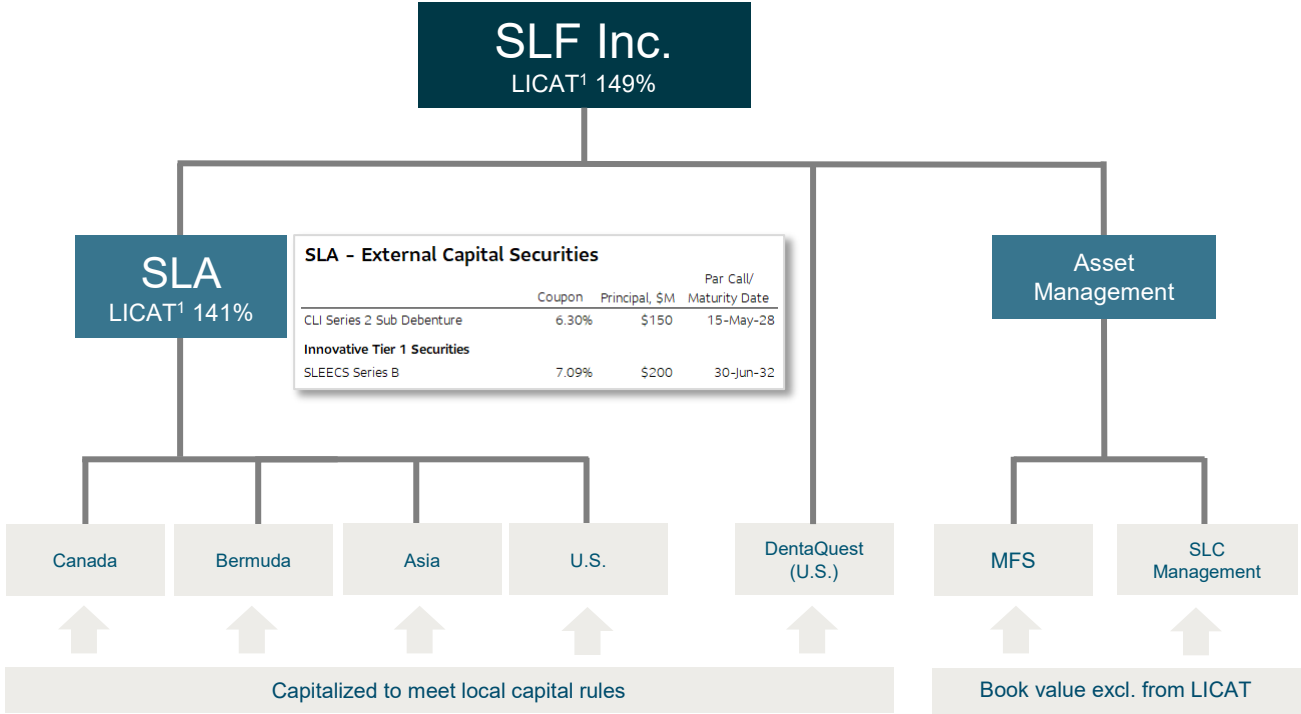 SLF Inc.
LICAT¹ 149%
SLA
LICAT¹ 141%
SLA – External Capital Securities
Par Call/
Coupon Principal, $M Maturity Date
CLI Series 2 Sub Debenture 6.30% $150 15-May-28
Innovative Tier 1 Securities
SLEECS Series B 7.09% $200 30-Jun-32
Asset
Management
Canada
Bermuda
Asia
U.S.
DentaQuest
(U.S.)
MFS
SLC
Management
Capitalized to meet local capital rules
Book value excl. from LICAT